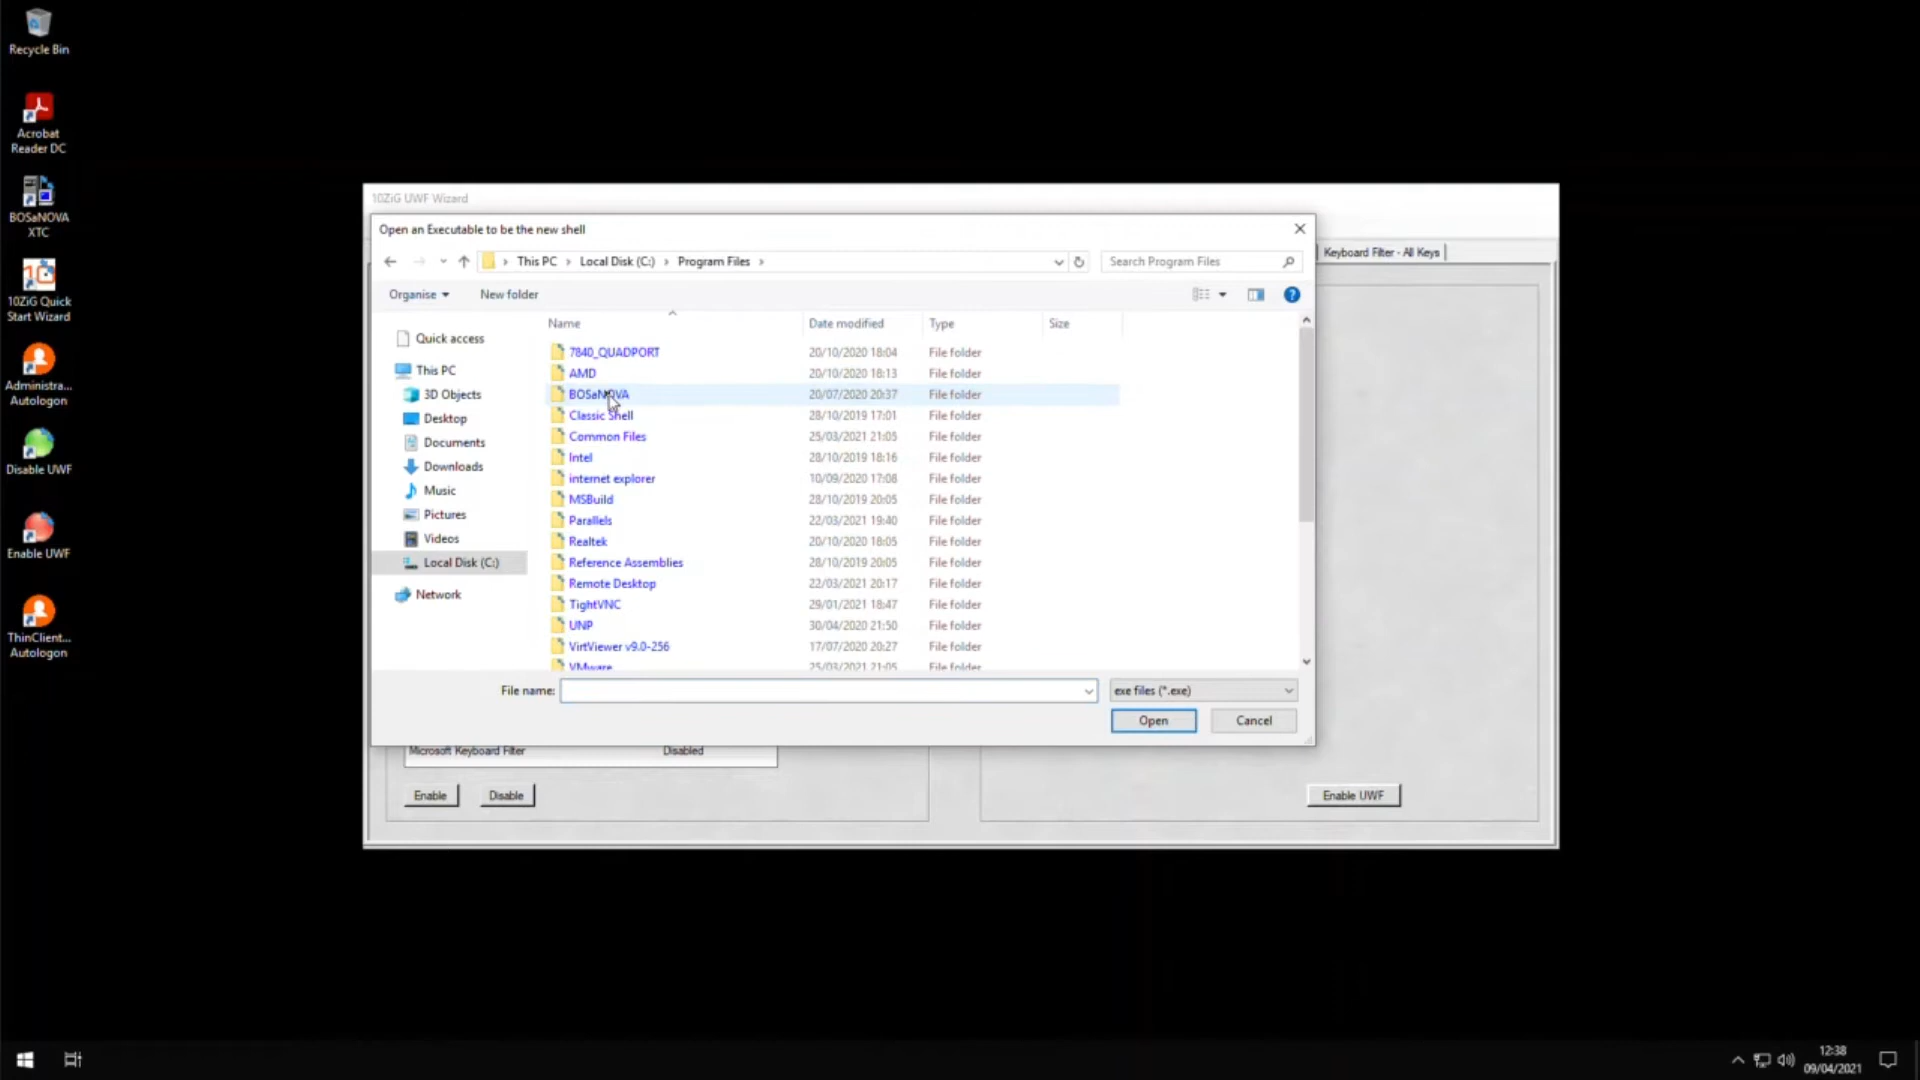 Recycle Bin
Acrobat
Reader DC
BOSaNOVA
XTC
10ZiG Quick
Start Wizard
Administra...
Autologon
Disable UWF
Enable UWF
ThinClient...
Autologon
10ZiG UWF Wizard
Open an Executable to be the new shell
This PC > Local Disk (C:) > Program Files >
Search Program Files
Keyboard Filter - All Keys
Organise
New folder
Name Date modified Type Size
Quick access
This PC
3D Objects
Desktop
Documents
Downloads
Music
Pictures
Videos
Local Disk (C:)
Network
7840_QUADPORT 20/10/2020 18:04 File folder
AMD 20/10/2020 18:13 File folder
BOSaNOVA 20/07/2020 20:37 File folder
Classic Shell 28/10/2019 17:01 File folder
Common Files 25/03/2021 21:05 File folder
Intel 28/10/2019 18:16 File folder
internet explorer 10/09/2020 17:08 File folder
MSBuild 28/10/2019 20:05 File folder
Parallels 22/03/2021 19:40 File folder
Realtek 20/10/2020 18:05 File folder
Reference Assemblies 28/10/2019 20:05 File folder
Remote Desktop 22/03/2021 20:17 File folder
TightVNC 29/01/2021 18:47 File folder
UNP 30/04/2020 21:50 File folder
VirtViewer v9.0-256 17/07/2020 20:27 File folder
VMware 25/03/2021 21:05 File folder
File name:
exe files (*.exe)
Open
Cancel
Microsoft Keyboard Filter Disabled
Enable
Disable
Enable UWF
12:38
09/04/2021